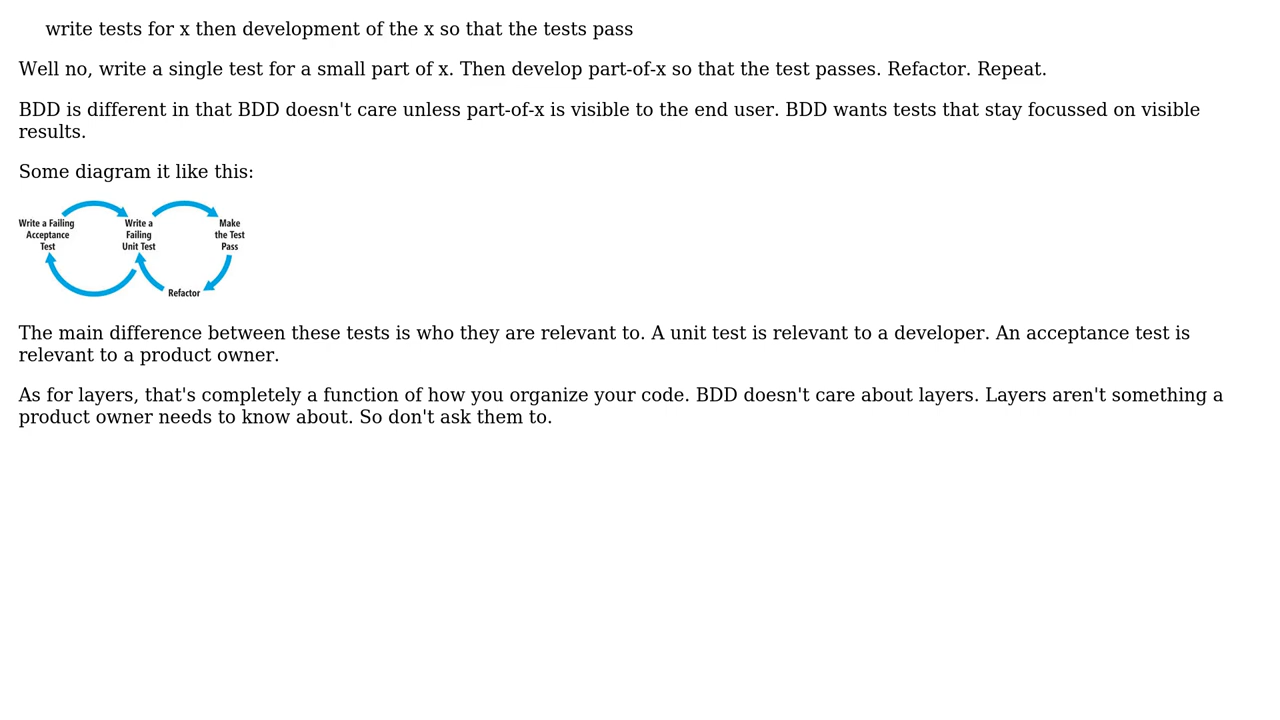 write tests for x then development of the x so that the tests pass
Well no, write a single test for a small part of x. Then develop part-of-x so that the test passes. Refactor. Repeat.
BDD is different in that BDD doesn't care unless part-of-x is visible to the end user. BDD wants tests that stay focussed on visible
results.
Some diagram it like this:
Write a Failing
Acceptance
Test
Write a
Failing
Unit Test
Make
the Test
Pass
Refactor
The main difference between these tests is who they are relevant to. A unit test is relevant to a developer. An acceptance test is
relevant to a product owner.
As for layers, that's completely a function of how you organize your code. BDD doesn't care about layers. Layers aren't something a
product owner needs to know about. So don't ask them to.